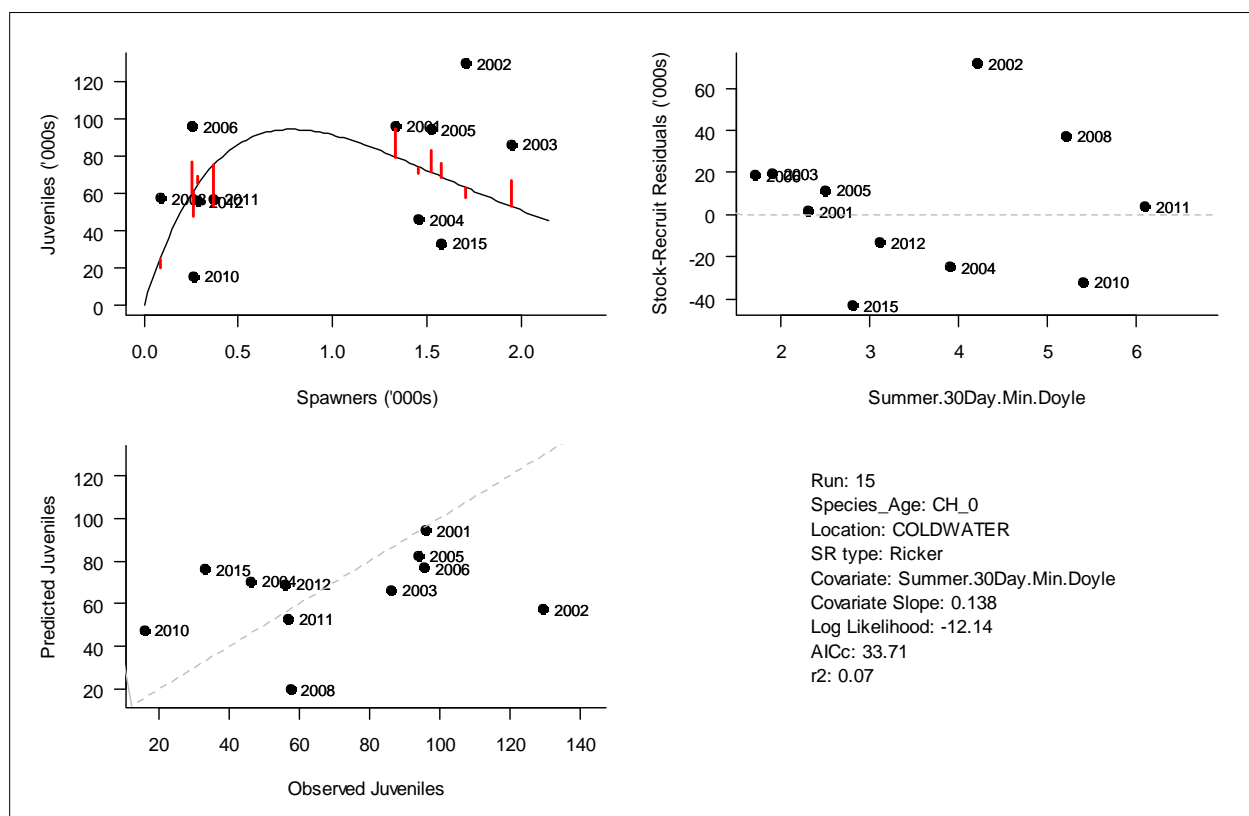 Juveniles ('000s)
120
100
80
60
40
20
0
2002
2006
2001
2005
2003
2008
2011
2012
2004
2015
2010
0.0 0.5 1.0 1.5 2.0
Spawners ('000s)
Stock-Recruit Residuals ('000s)
60
40
20
0
-20
-40
2002
2008
2006
2003
2005
2001
2011
2012
2004
2010
2015
2 3 4 5 6
Summer.30Day.Min.Doyle
Predicted Juveniles
120
100
80
60
40
20
2001
2005
2006
2015
2004
2012
2003
2002
2011
2010
2008
20 40 60 80 100 120 140
Observed Juveniles
Run: 15
Species_Age: CH_0
Location: COLDWATER
SR type: Ricker
Covariate: Summer.30Day.Min.Doyle
Covariate Slope: 0.138
Log Likelihood: -12.14
AICc: 33.71
r2: 0.07